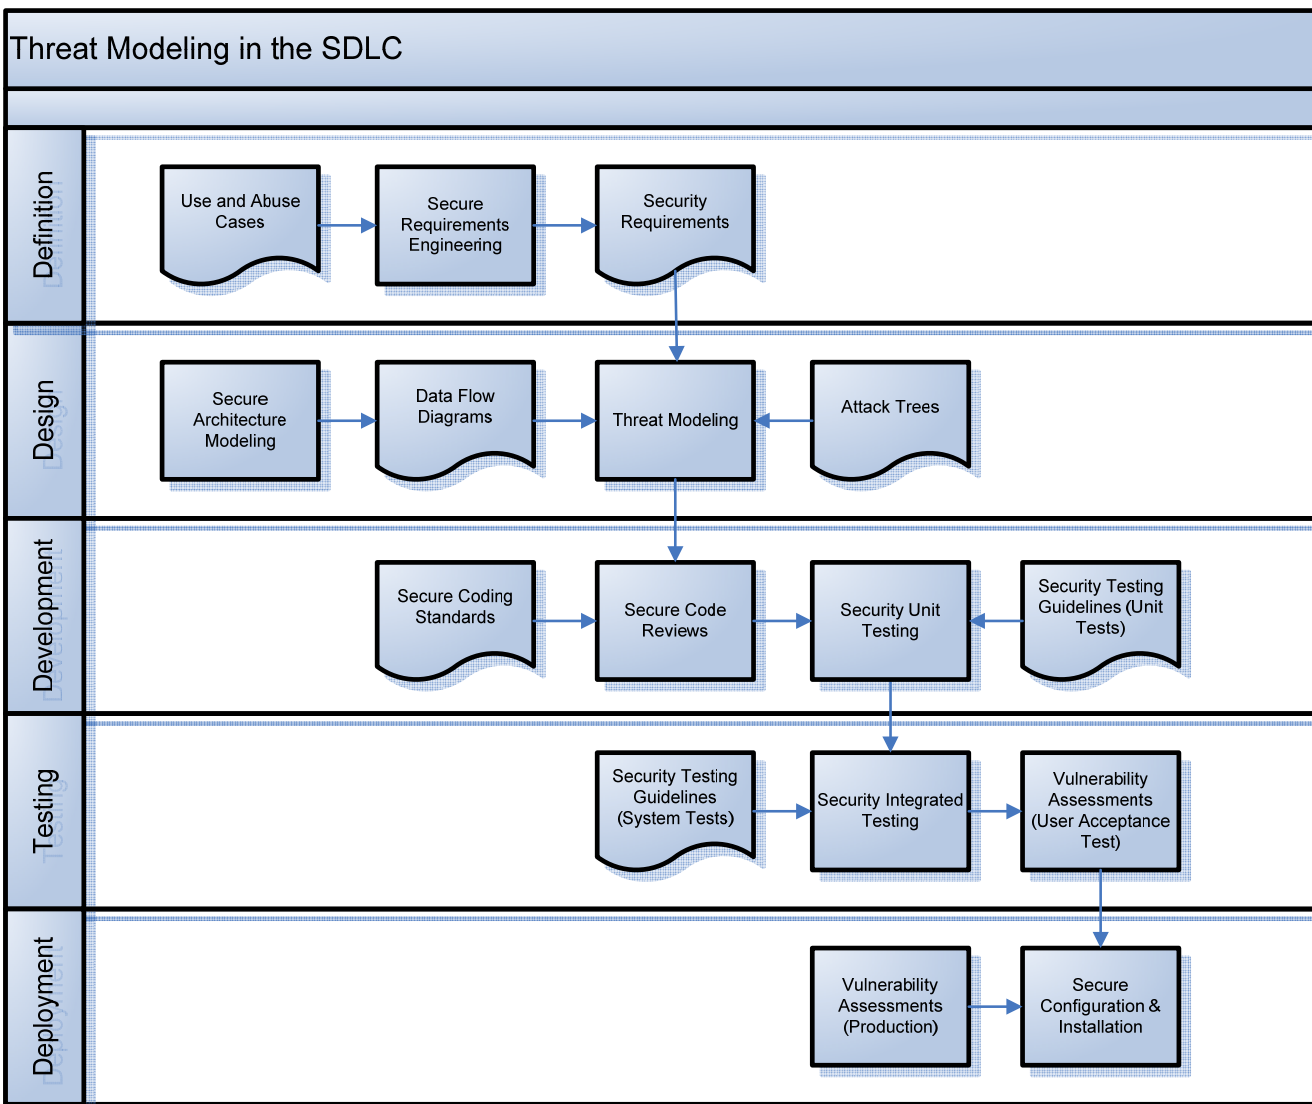 Threat Modeling in the SDLC
Definition
Use and Abuse
Cases
Secure
Requirements
Engineering
Security
Requirements
Design
Secure
Architecture
Modeling
Data Flow
Diagrams
Threat Modeling
Attack Trees
Development
Secure Coding
Standards
Secure Code
Reviews
Security Unit
Testing
Security Testing
Guidelines (Unit
Tests)
Testing
Security Testing
Guidelines
(System Tests)
Security Integrated
Testing
Vulnerability
Assessments
(User Acceptance
Test)
Deployment
Vulnerability
Assessments
(Production)
Secure
Configuration &
Installation